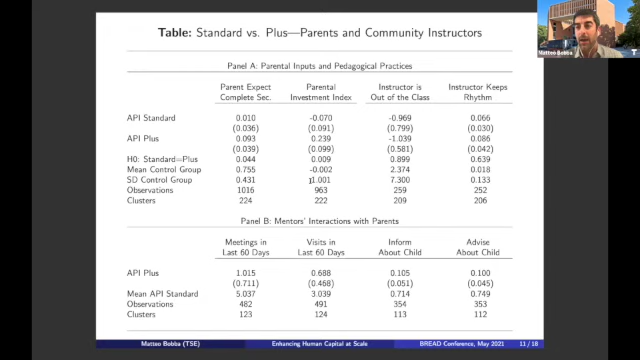 Table: Standard vs. Plus—Parents and Community Instructors
Panel A: Parental Inputs and Pedagogical Practices
Parent Expect Parental Instructor is Instructor Keeps
Complete Sec. Investment Index Out of the Class Rhythm
API Standard 0.010 -0.070 -0.969 0.066
(0.036) (0.091) (0.799) (0.030)
API Plus 0.093 0.239 -1.039 0.086
(0.039) (0.099) (0.581) (0.042)
H0: Standard=Plus 0.044 0.009 0.899 0.639
Mean Control Group 0.755 -0.002 2.374 0.018
SD Control Group 0.431 1.001 7.300 0.133
Observations 1016 963 259 252
Clusters 224 222 209 206
Panel B: Mentors' Interactions with Parents
Meetings in Visits in Inform Advise
Last 60 Days Last 60 Days About Child About Child
API Plus 1.015 0.688 0.105 0.100
(0.711) (0.468) (0.051) (0.045)
Mean API Standard 5.037 3.039 0.714 0.749
Observations 482 491 354 353
Clusters 123 124 113 112
Matteo Bobba (TSE) Enhancing Human Capital at Scale BREAD Conference, May 2021 11 / 18
Matteo Bobba